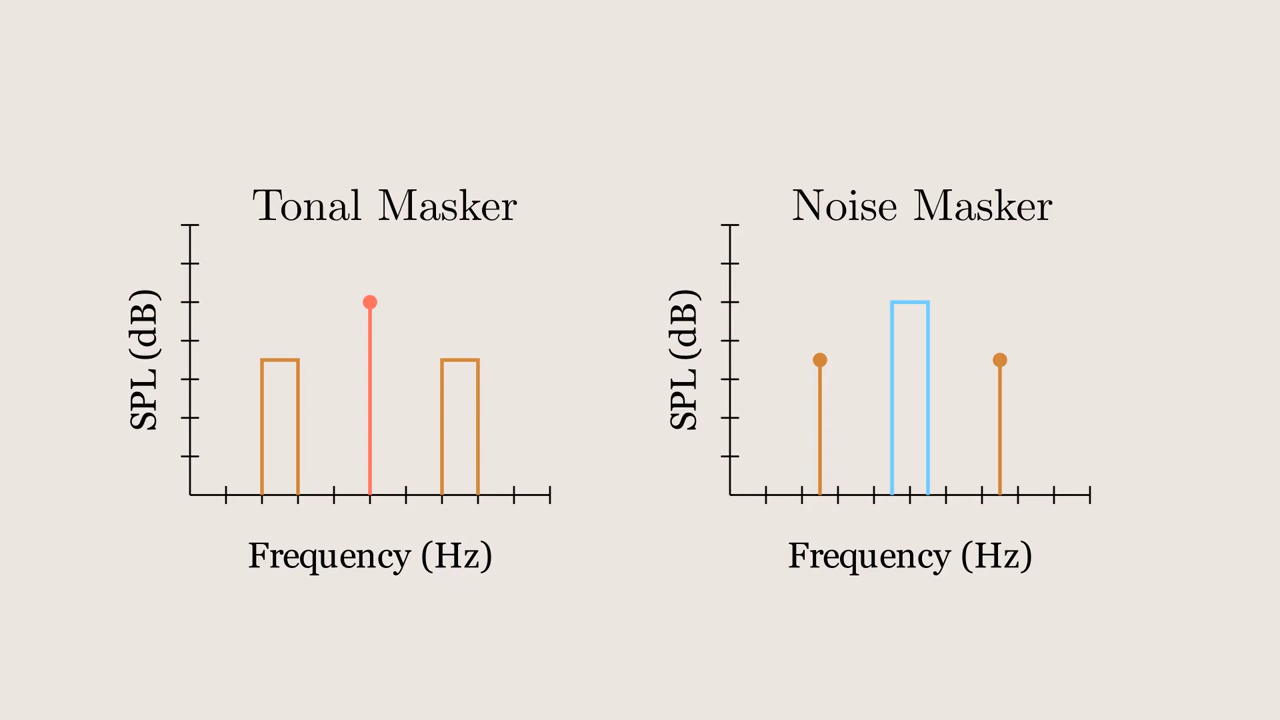 Tonal Masker
SPL (dB)
Frequency (Hz)
Noise Masker
SPL (dB)
Frequency (Hz)